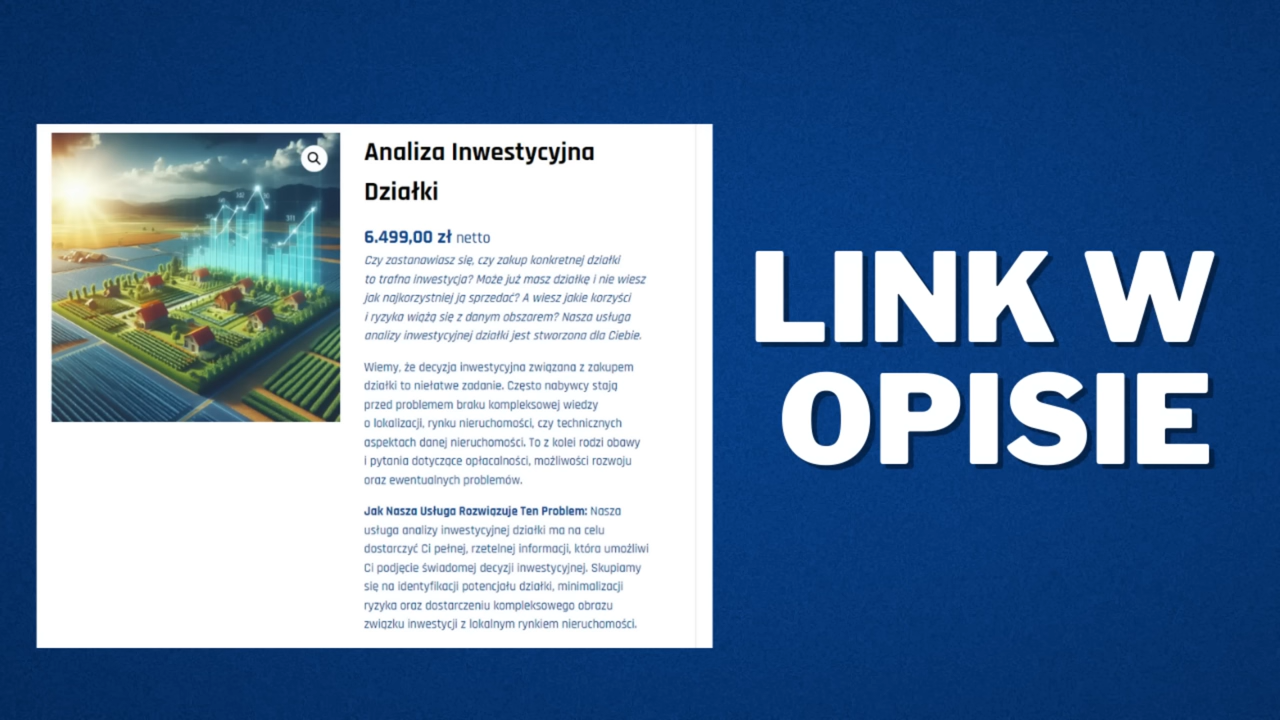 Analiza Inwestycyjna
Działki
6.499,00 zł netto
Czy zastanawiasz się, czy zakup konkretnej działki
to trafna inwestycja? Może już masz działkę i nie wiesz
jak najkorzystniej ją sprzedać? A wiesz jakie korzyści
i ryzyka wiążą się z danym obszarem? Nasza usługa
analizy inwestycyjnej działki jest stworzona dla Ciebie.
Wiemy, że decyzja inwestycyjna związana z zakupem
działki to niełatwe zadanie. Często nabywcy stają
przed problemem braku kompleksowej wiedzy
o lokalizacji, rynku nieruchomości, czy technicznych
aspektach danej nieruchomości. To z kolei rodzi obawy
i pytania dotyczące opłacalności, możliwości rozwoju
oraz ewentualnych problemów.
Jak Nasza Usługa Rozwiązuje Ten Problem: Nasza
usługa analizy inwestycyjnej działki ma na celu
dostarczyć Ci pełnej, rzetelnej informacji, która umożliwi
Ci podjęcie świadomej decyzji inwestycyjnej. Skupiamy
się na identyfikacji potencjału działki, minimalizacji
ryzyka oraz dostarczeniu kompleksowego obrazu
związku inwestycji z lokalnym rynkiem nieruchomości.
LINK W
OPISIE